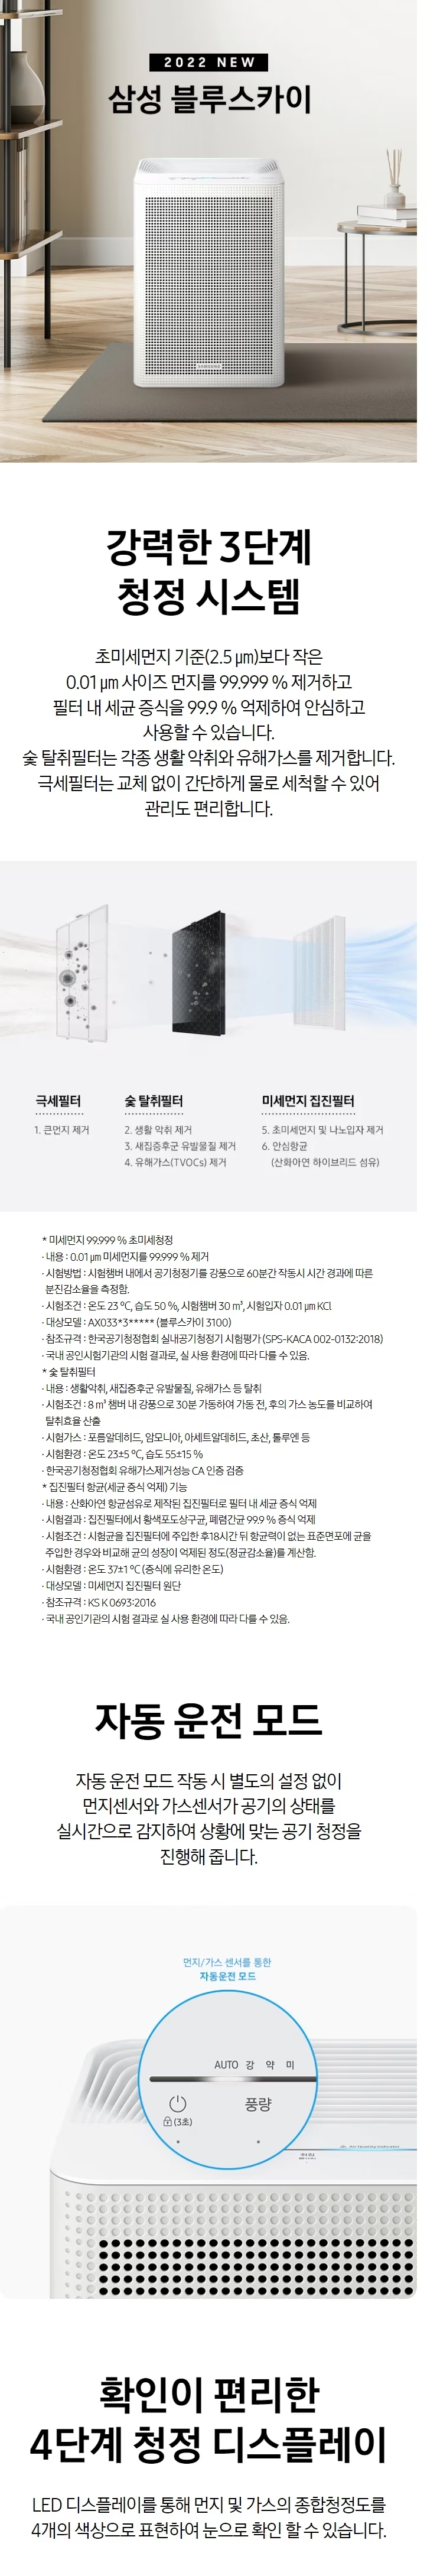 2022 NEW
삼성 블루스카이
SAMSUNG
강력한 3단계
청정 시스템
초미세먼지 기준(2.5 ㎛)보다 작은
0.01 ㎛ 사이즈 먼지를 99.999 % 제거하고
필터 내 세균 증식을 99.9 % 억제하여 안심하고
사용할 수 있습니다.
숯 탈취필터는 각종 생활 악취와 유해가스를 제거합니다.
극세필터는 교체 없이 간단하게 물로 세척할 수 있어
관리도 편리합니다.
극세필터
1. 큰먼지 제거
숯 탈취필터
2. 생활 악취 제거
3. 새집증후군 유발물질 제거
4. 유해가스(TVOCs) 제거
미세먼지 집진필터
5. 초미세먼지 및 나노입자 제거
6. 안심항균
(산화아연 하이브리드 섬유)
* 미세먼지 99.999 % 초미세청정
· 내용 : 0.01 ㎛ 미세먼지를 99.999 % 제거
· 시험방법 : 시험챔버 내에서 공기청정기를 강풍으로 60분간 작동시 시간 경과에 따른
분진감소율을 측정함.
· 시험조건 : 온도 23 ℃, 습도 50 %, 시험챔버 30 ㎥, 시험입자 0.01 ㎛ KCl
· 대상모델 : AX033*3***** (블루스카이 3100)
· 참조규격 : 한국공기청정협회 실내공기청정기 시험평가 (SPS-KACA 002-0132:2018)
· 국내 공인시험기관의 시험 결과로, 실 사용 환경에 따라 다를 수 있음.
* 숯 탈취필터
· 내용 : 생활악취, 새집증후군 유발물질, 유해가스 등 탈취
· 시험조건 : 8 ㎥ 챔버 내 강풍으로 30분 가동하여 가동 전, 후의 가스 농도를 비교하여
탈취효율 산출
· 시험가스 : 포름알데히드, 암모니아, 아세트알데히드, 초산, 톨루엔 등
· 시험환경 : 온도 23±5 ℃, 습도 55±15 %
· 한국공기청정협회 유해가스제거성능 CA 인증 검증
* 집진필터 항균(세균 증식 억제) 기능
· 내용 : 산화아연 항균섬유로 제작된 집진필터로 필터 내 세균 증식 억제
· 시험결과 : 집진필터에서 황색포도상구균, 폐렴간균 99.9 % 증식 억제
· 시험조건 : 시험균을 집진필터에 주입한 후 18시간 뒤 항균력이 없는 표준면포에 균을
주입한 경우와 비교해 균의 성장이 억제된 정도(정균감소율)를 계산함.
· 시험환경 : 온도 37±1 ℃ (증식에 유리한 온도)
· 대상모델 : 미세먼지 집진필터 원단
· 참조규격 : KS K 0693:2016
· 국내 공인기관의 시험 결과로 실 사용 환경에 따라 다를 수 있음.
자동 운전 모드
자동 운전 모드 작동 시 별도의 설정 없이
먼지센서와 가스센서가 공기의 상태를
실시간으로 감지하여 상황에 맞는 공기 청정을
진행해 줍니다.
먼지/가스 센서를 통한
자동운전 모드
AUTO 강 약 미
풍량
(3초)
확인이 편리한
4단계 청정 디스플레이
LED 디스플레이를 통해 먼지 및 가스의 종합청정도를
4개의 색상으로 표현하여 눈으로 확인 할 수 있습니다.